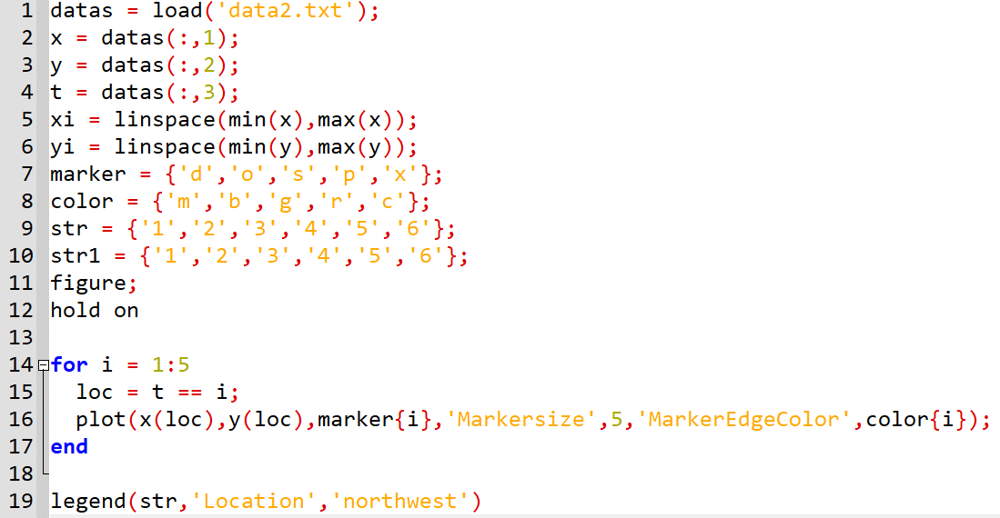 1 datas = load('data2.txt');
2 x = datas(:,1);
3 y = datas(:,2);
4 t = datas(:,3);
5 xi = linspace(min(x),max(x));
6 yi = linspace(min(y),max(y));
7 marker = {'d','o','s','p','x'};
8 color = {'m','b','g','r','c'};
9 str = {'1','2','3','4','5','6'};
10 str1 = {'1','2','3','4','5','6'};
11 figure;
12 hold on
13
14 for i = 1:5
15   loc = t == i;
16   plot(x(loc),y(loc),marker{i},'Markersize',5,'MarkerEdgeColor',color{i});
17 end
18
19 legend(str,'Location','northwest')